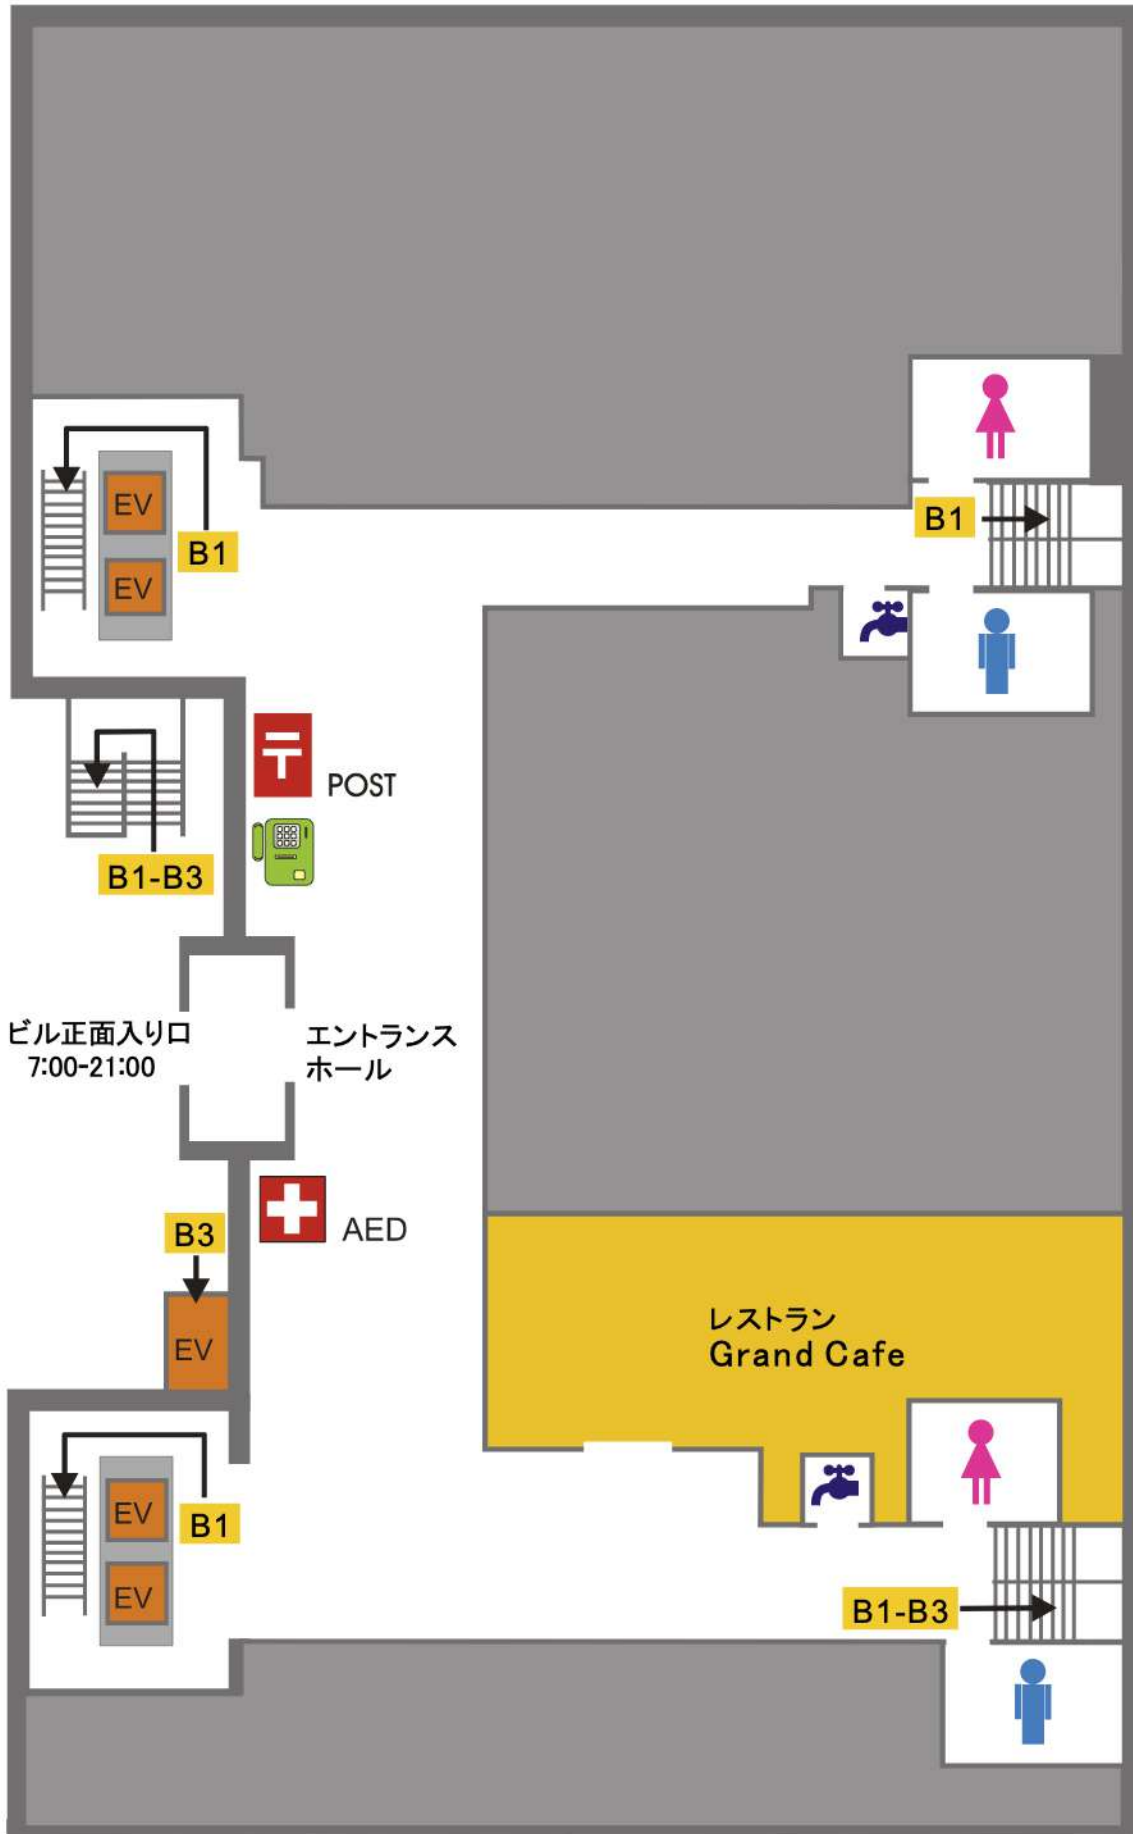 EV
EV
B1
B1
〒
POST
B1-B3
ビル正面入り口
7:00-21:00
エントランス
ホール
B3
AED
EV
レストラン
Grand Cafe
EV
EV
B1
B1-B3